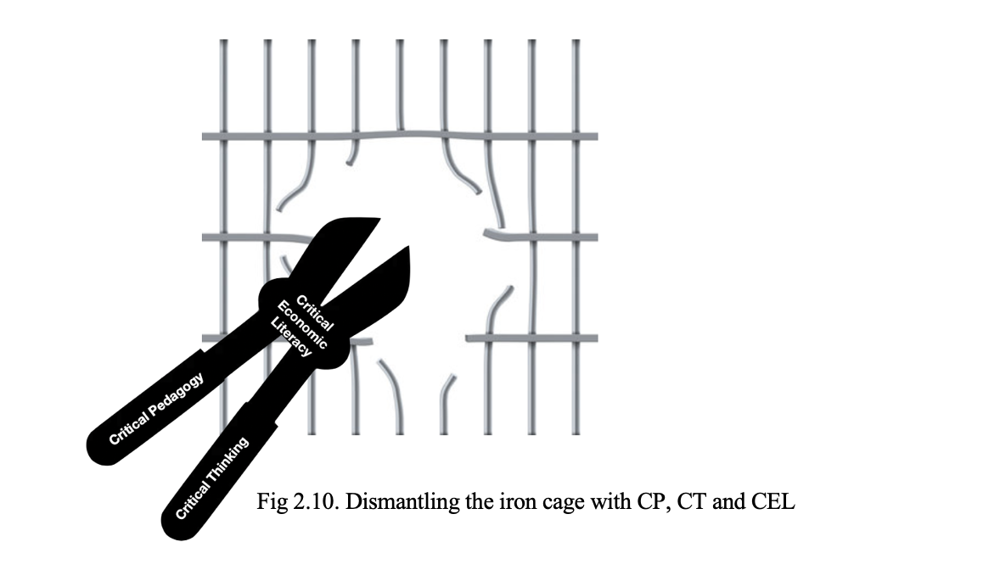 Critical
Economic
Literacy
Critical Pedagogy
Critical Thinking
Fig 2.10. Dismantling the iron cage with CP, CT and CEL